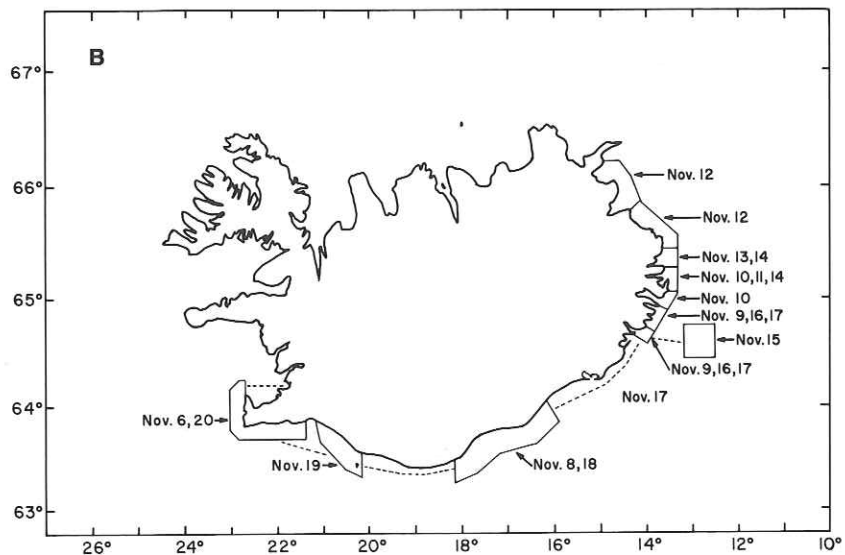 B
67°
66°
65°
64°
63°
Nov. 12
Nov. 12
Nov. 13,14
Nov. 10,11,14
Nov. 10
Nov. 9,16,17
Nov.15
Nov. 9,16,17
Nov.17
Nov. 6,20
Nov. 19
Nov. 8,18
26° 24° 22° 20° 18° 16° 14° 12° 10°